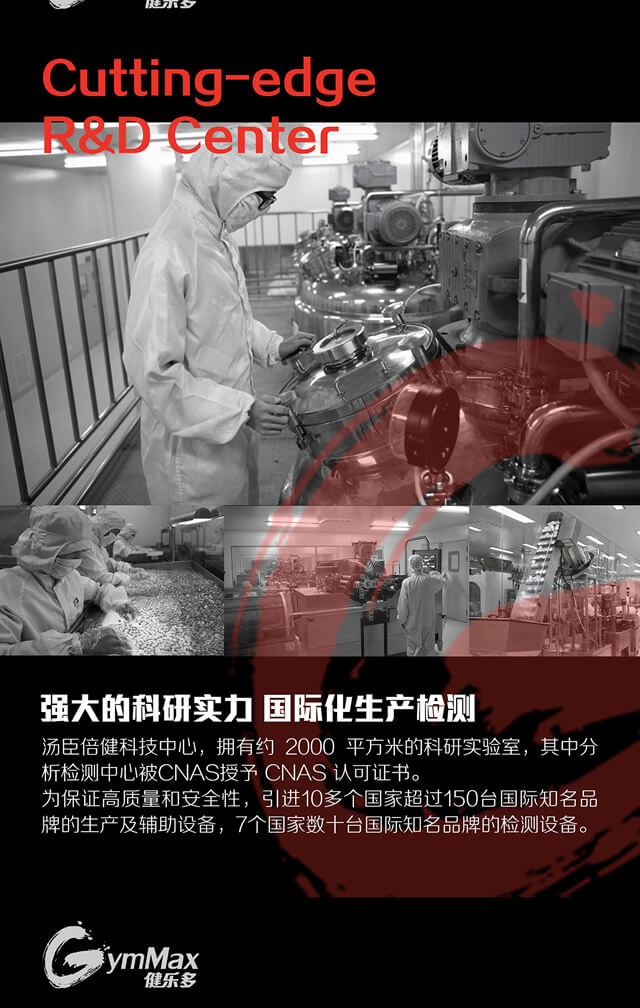 健乐多
Cutting-edge
R&D Center
强大的科研实力 国际化生产检测
汤臣倍健科技中心，拥有约 2000 平方米的科研实验室，其中分
析检测中心被CNAS授予 CNAS 认可证书。
为保证高质量和安全性，引进10多个国家超过150台国际知名品
牌的生产及辅助设备，7个国家数十台国际知名品牌的检测设备。
GymMax
健乐多